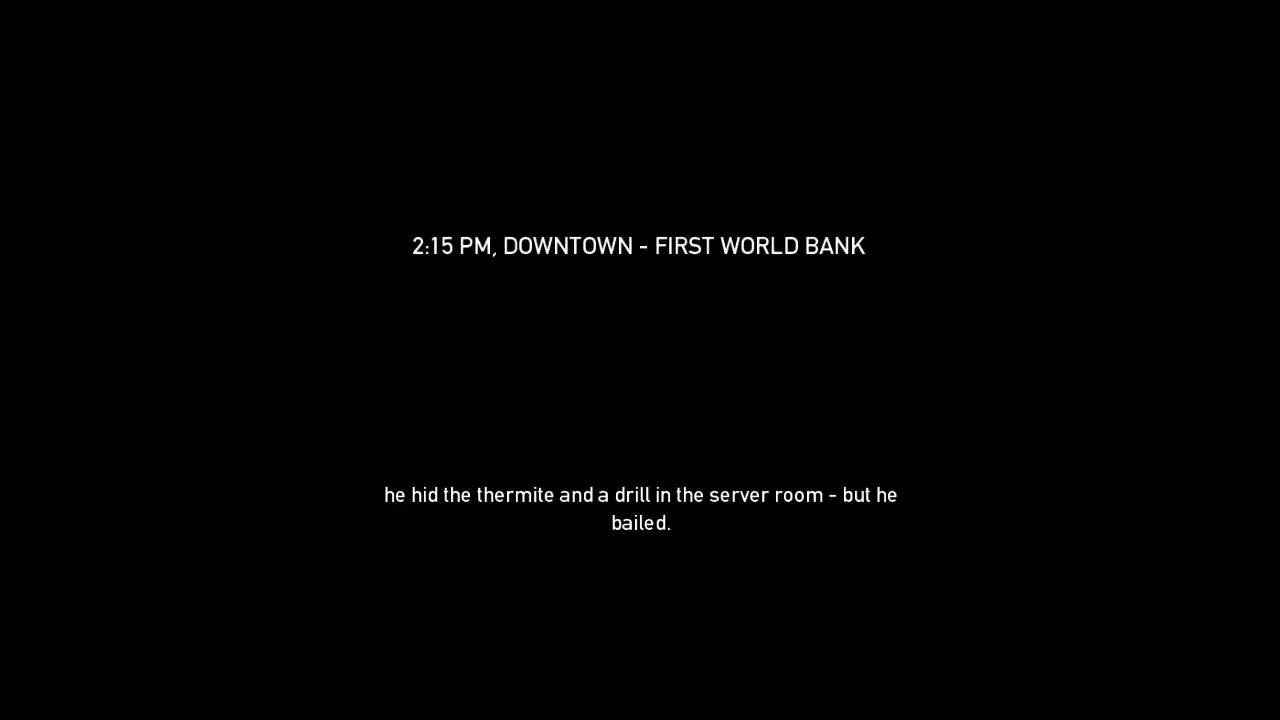 2:15 PM, DOWNTOWN - FIRST WORLD BANK
he hid the thermite and a drill in the server room - but he
bailed.